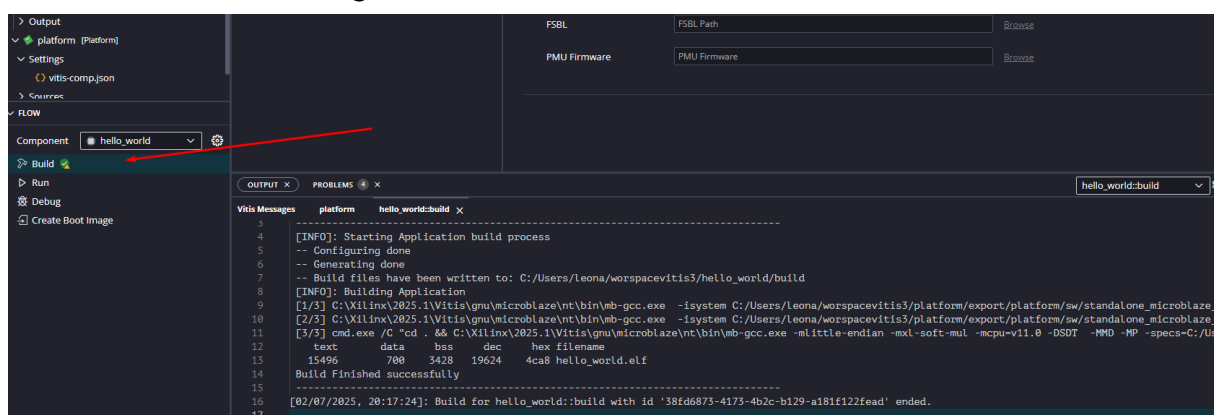 Output
platform [Platform]
Settings
vitis-comp.json
Sources
FLOW
Component hello_world
Build
Run
Debug
Create Boot Image
FSBL FSBL Path Browse
PMU Firmware PMU Firmware Browse
OUTPUT × PROBLEMS 4 × hello_world::build
Vitis Messages platform hello_world::build ×
3 --------------------------------------------------------------------------------
4 [INFO]: Starting Application build process
5 -- Configuring done
6 -- Generating done
7 -- Build files have been written to: C:/Users/leona/worspacevitis3/hello_world/build
8 [INFO]: Building Application
9 [1/3] C:\Xilinx\2025.1\Vitis\gnu\microblaze\nt\bin\mb-gcc.exe -isystem C:/Users/leona/worspacevitis3/platform/export/platform/sw/standalone_microblaze_
10 [2/3] C:\Xilinx\2025.1\Vitis\gnu\microblaze\nt\bin\mb-gcc.exe -isystem C:/Users/leona/worspacevitis3/platform/export/platform/sw/standalone_microblaze_
11 [3/3] cmd.exe /C "cd . && C:\Xilinx\2025.1\Vitis\gnu\microblaze\nt\bin\mb-gcc.exe -mlittle-endian -mxl-soft-mul -mcpu=v11.0 -DSDT -MMD -MP -specs=C:/Us
12 text data bss dec hex filename
13 15496 700 3428 19624 4ca8 hello_world.elf
14 Build Finished successfully
15 --------------------------------------------------------------------------------
16 [02/07/2025, 20:17:24]: Build for hello_world::build with id '38fd6873-4173-4b2c-b129-a181f122fead' ended.
17